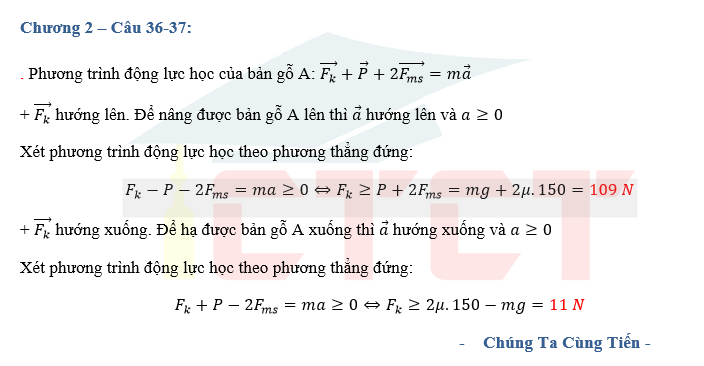 Chương 2 – Câu 36-37:
. Phương trình động lực học của bản gỗ A: $\overrightarrow{F_k} + \vec{P} + 2\overrightarrow{F_{ms}} = m\vec{a}$
+ $\overrightarrow{F_k}$ hướng lên. Để nâng được bản gỗ A lên thì $\vec{a}$ hướng lên và $a \geq 0$
Xét phương trình động lực học theo phương thẳng đứng:
$F_k - P - 2F_{ms} = ma \geq 0 \Leftrightarrow F_k \geq P + 2F_{ms} = mg + 2\mu.150 = 109\ N$
+ $\overrightarrow{F_k}$ hướng xuống. Để hạ được bản gỗ A xuống thì $\vec{a}$ hướng xuống và $a \geq 0$
Xét phương trình động lực học theo phương thẳng đứng:
$F_k + P - 2F_{ms} = ma \geq 0 \Leftrightarrow F_k \geq 2\mu.150 - mg = 11\ N$
- Chúng Ta Cùng Tiến -
CTCT